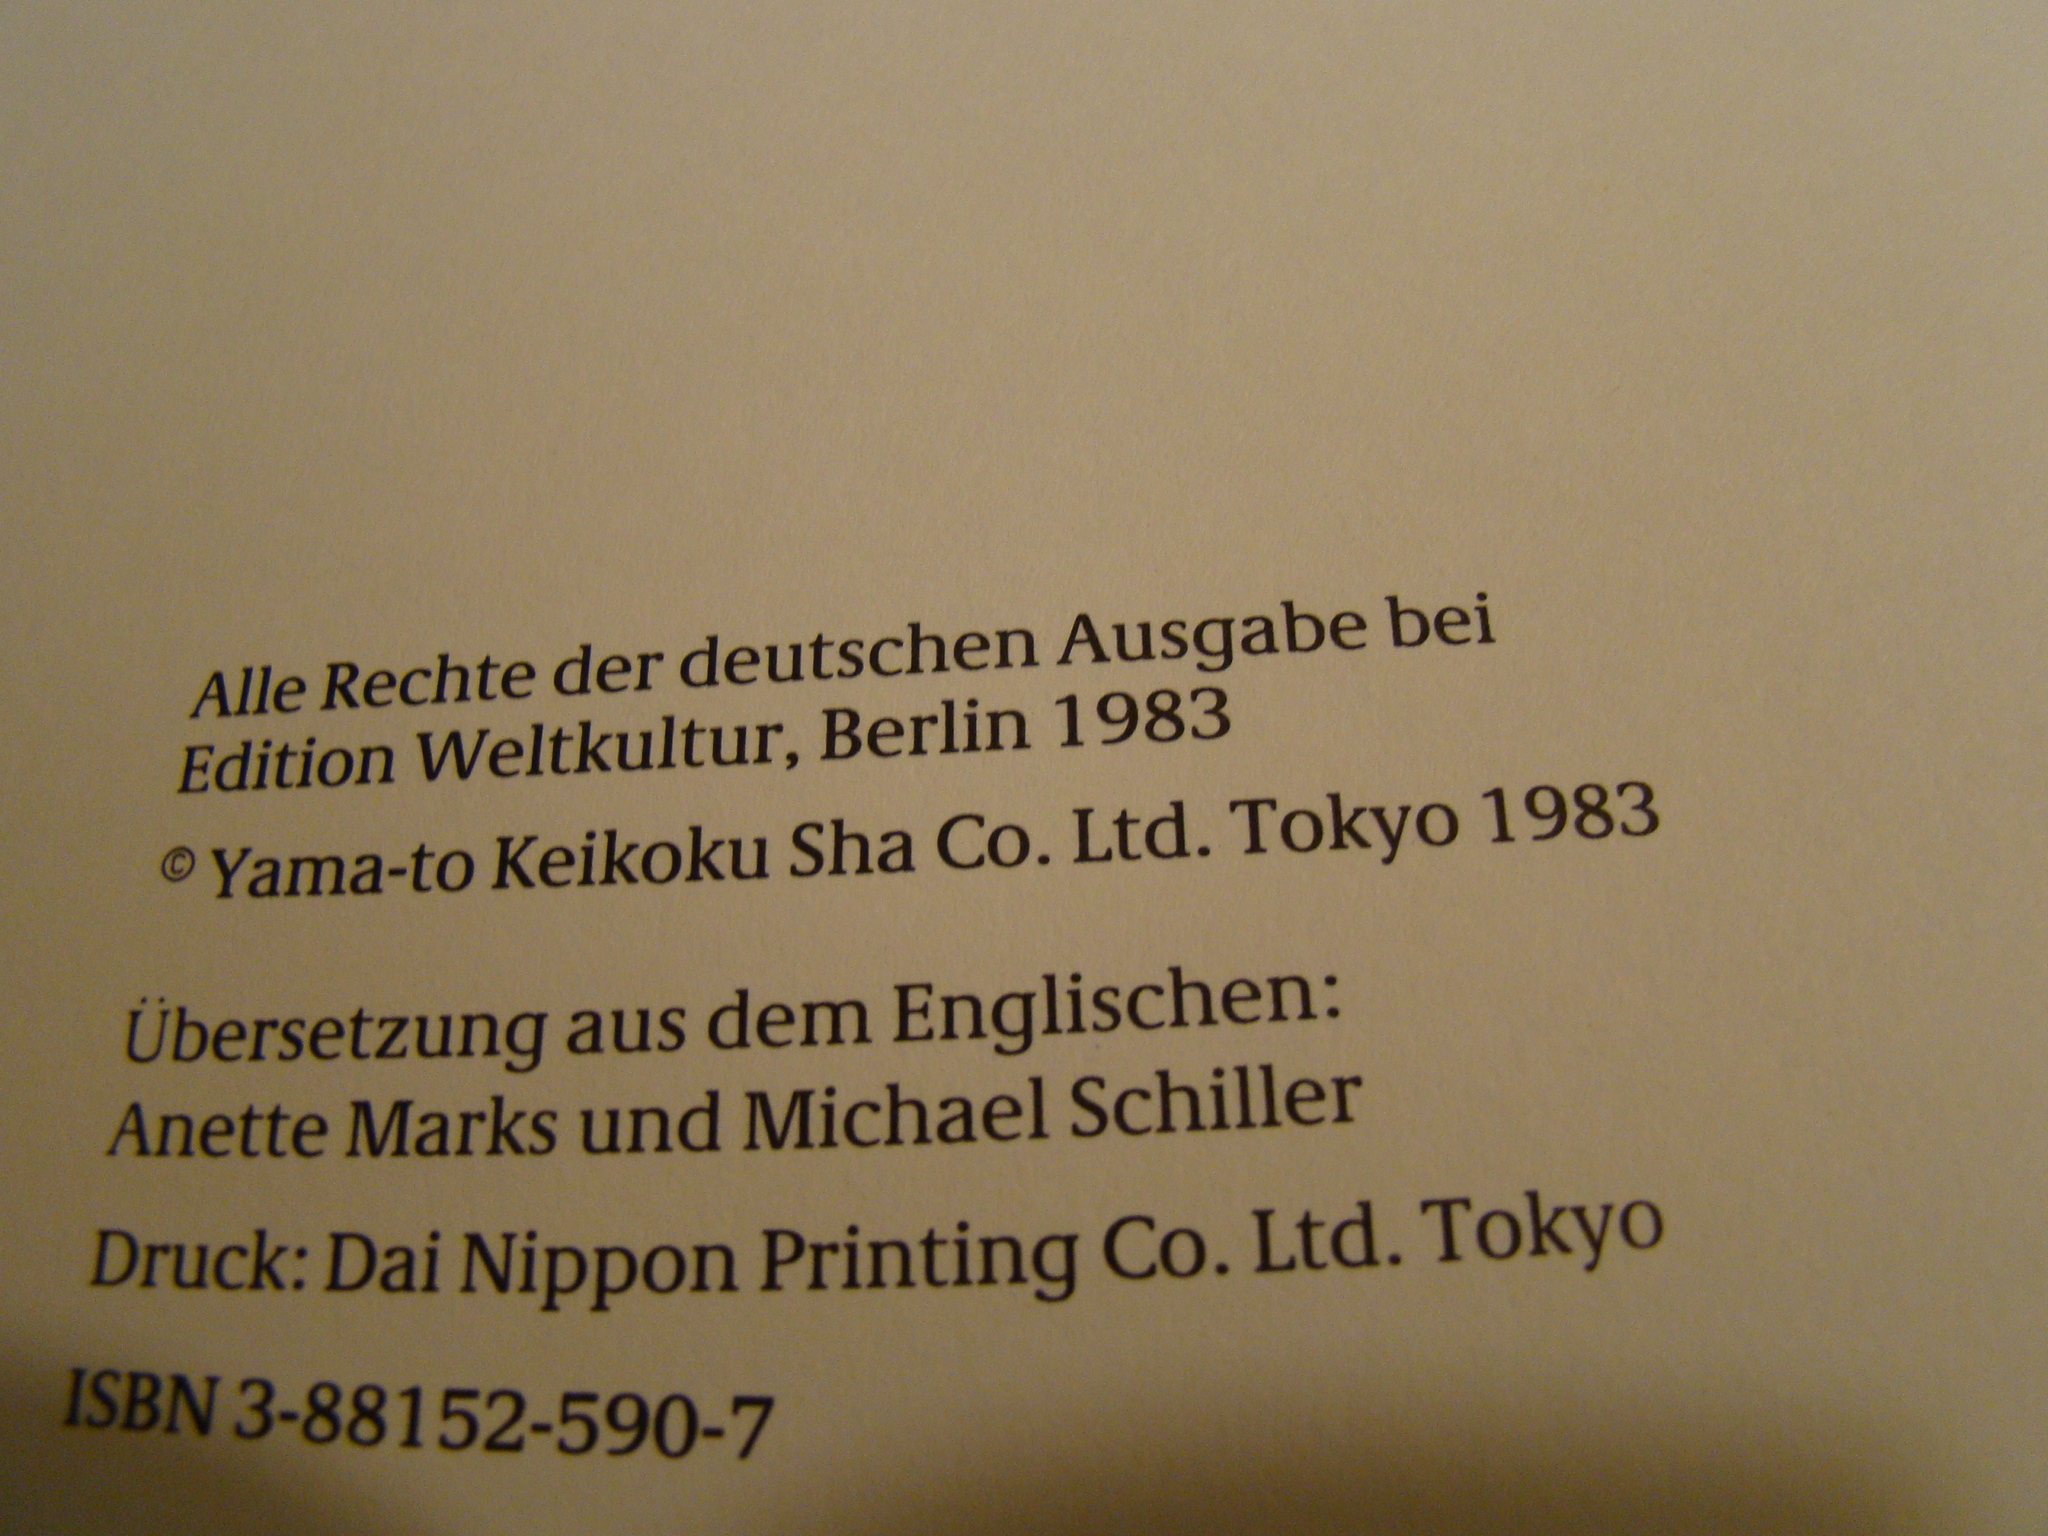 Alle Rechte der deutschen Ausgabe bei
Edition Weltkultur, Berlin 1983
© Yama-to Keikoku Sha Co. Ltd. Tokyo 1983
Übersetzung aus dem Englischen:
Anette Marks und Michael Schiller
Druck: Dai Nippon Printing Co. Ltd. Tokyo
ISBN 3-88152-590-7